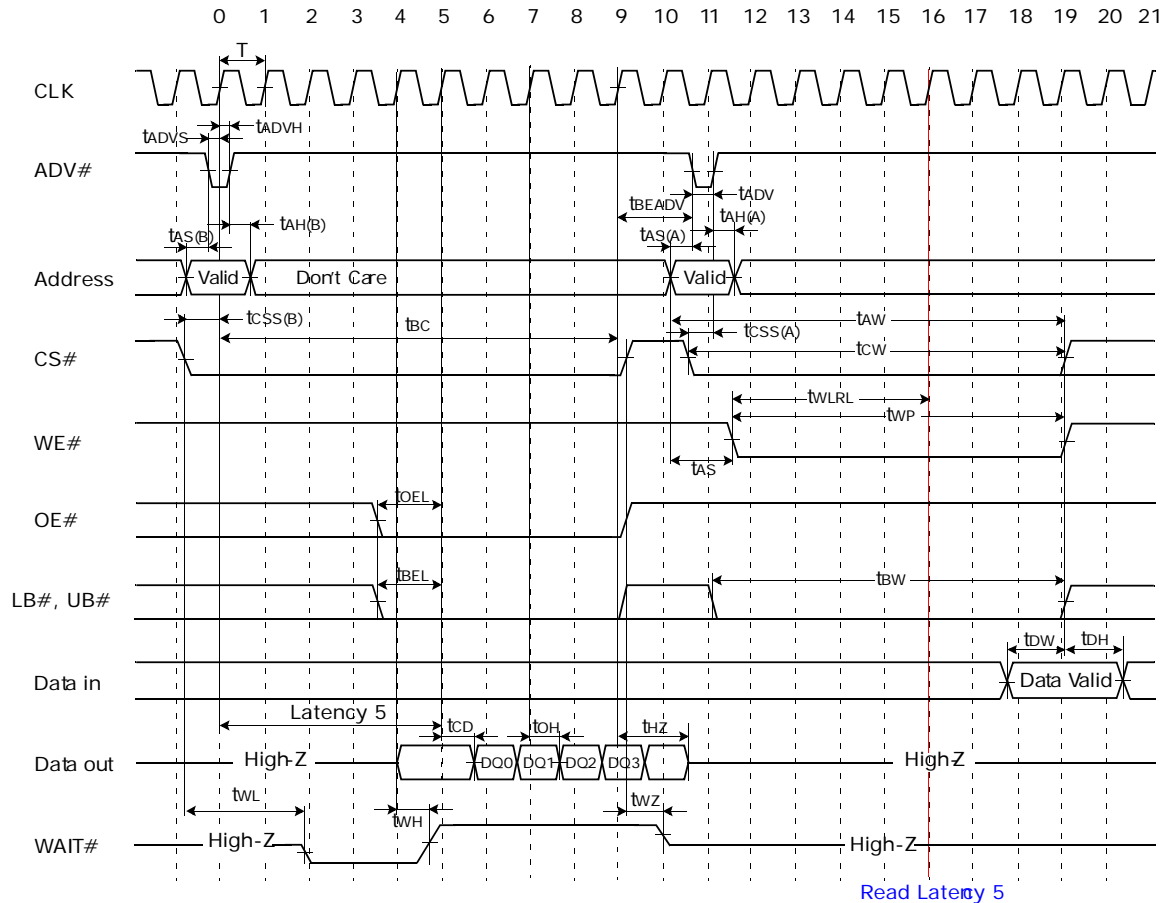 0 1 2 3 4 5 6 7 8 9 10 11 12 13 14 15 16 17 18 19 20 21
T
CLK
tADVH
tADVS
ADV#
tADV
tBEADV
tAH(B)
tAH(A)
tAS(B)
tAS(A)
Address
Valid
Don't Care
Valid
tCSS(B)
tBC
tAW
tCSS(A)
CS#
tCW
tWLRL
tWP
WE#
tAS
tOEL
OE#
tBEL
tBW
LB#, UB#
tDW
tDH
Data in
Data Valid
Latency 5
tCD
tOH
tHZ
Data out
High-Z
DQ0
DQ1
DQ2
DQ3
High-Z
tWL
tWH
tWZ
WAIT#
High-Z
High-Z
Read Latency 5